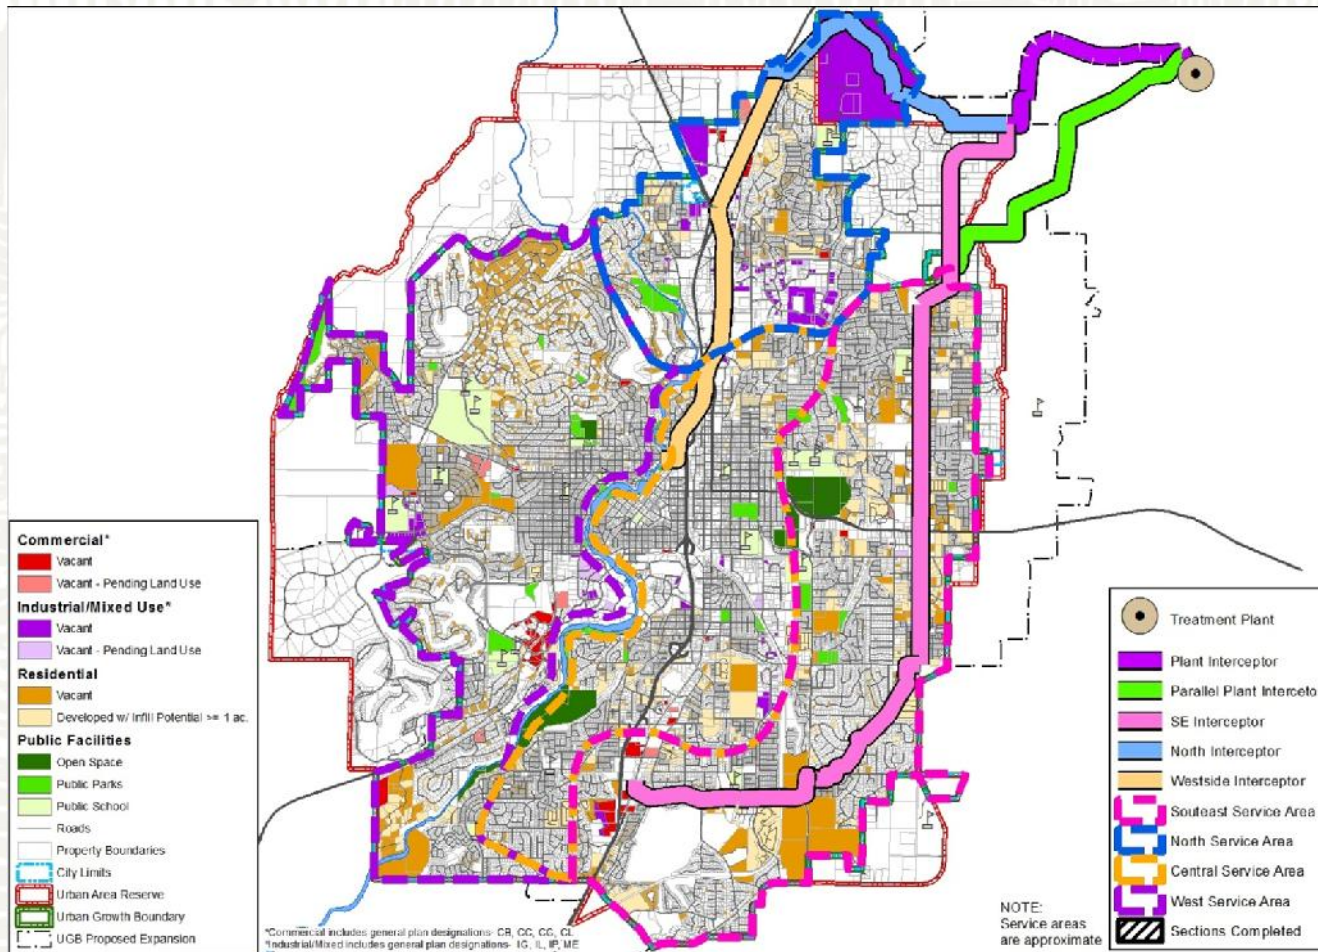 Commercial*
Vacant
Vacant - Pending Land Use
Industrial/Mixed Use*
Vacant
Vacant - Pending Land Use
Residential
Vacant
Developed w/ Infill Potential >= 1 ac.
Public Facilities
Open Space
Public Parks
Public School
Roads
Property Boundaries
City Limits
Urban Area Reserve
Urban Growth Boundary
UGB Proposed Expansion
*Commercial includes general plan designations- CB, CC, CG, CL
*Industrial/Mixed includes general plan designations- IG, IL, IP, ME
NOTE:
Service areas
are approximate
Treatment Plant
Plant Interceptor
Parallel Plant Intercepto
SE Interceptor
North Interceptor
Westside Interceptor
Souteast Service Area
North Service Area
Central Service Area
West Service Area
Sections Completed